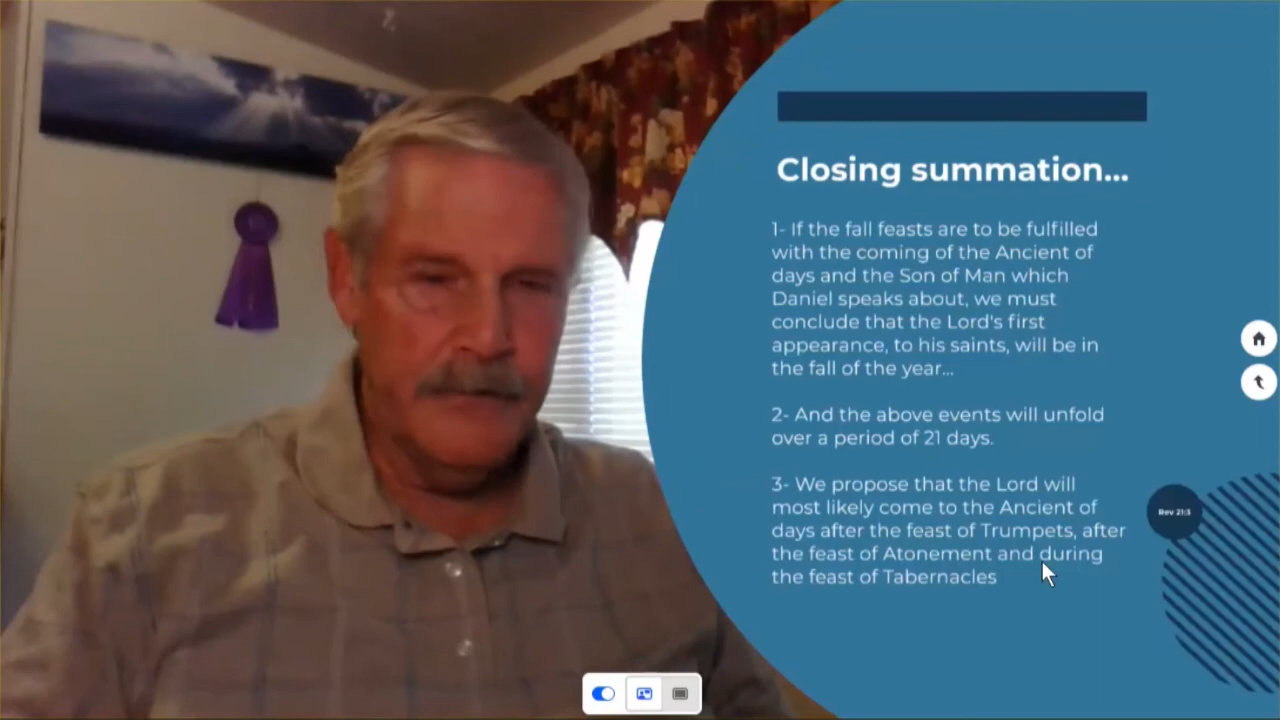 Closing summation...
1- If the fall feasts are to be fulfilled
with the coming of the Ancient of
days and the Son of Man which
Daniel speaks about, we must
conclude that the Lord's first
appearance, to his saints, will be in
the fall of the year...
2- And the above events will unfold
over a period of 21 days.
3- We propose that the Lord will
most likely come to the Ancient of
days after the feast of Trumpets, after
the feast of Atonement and during
the feast of Tabernacles
Rev 21:3